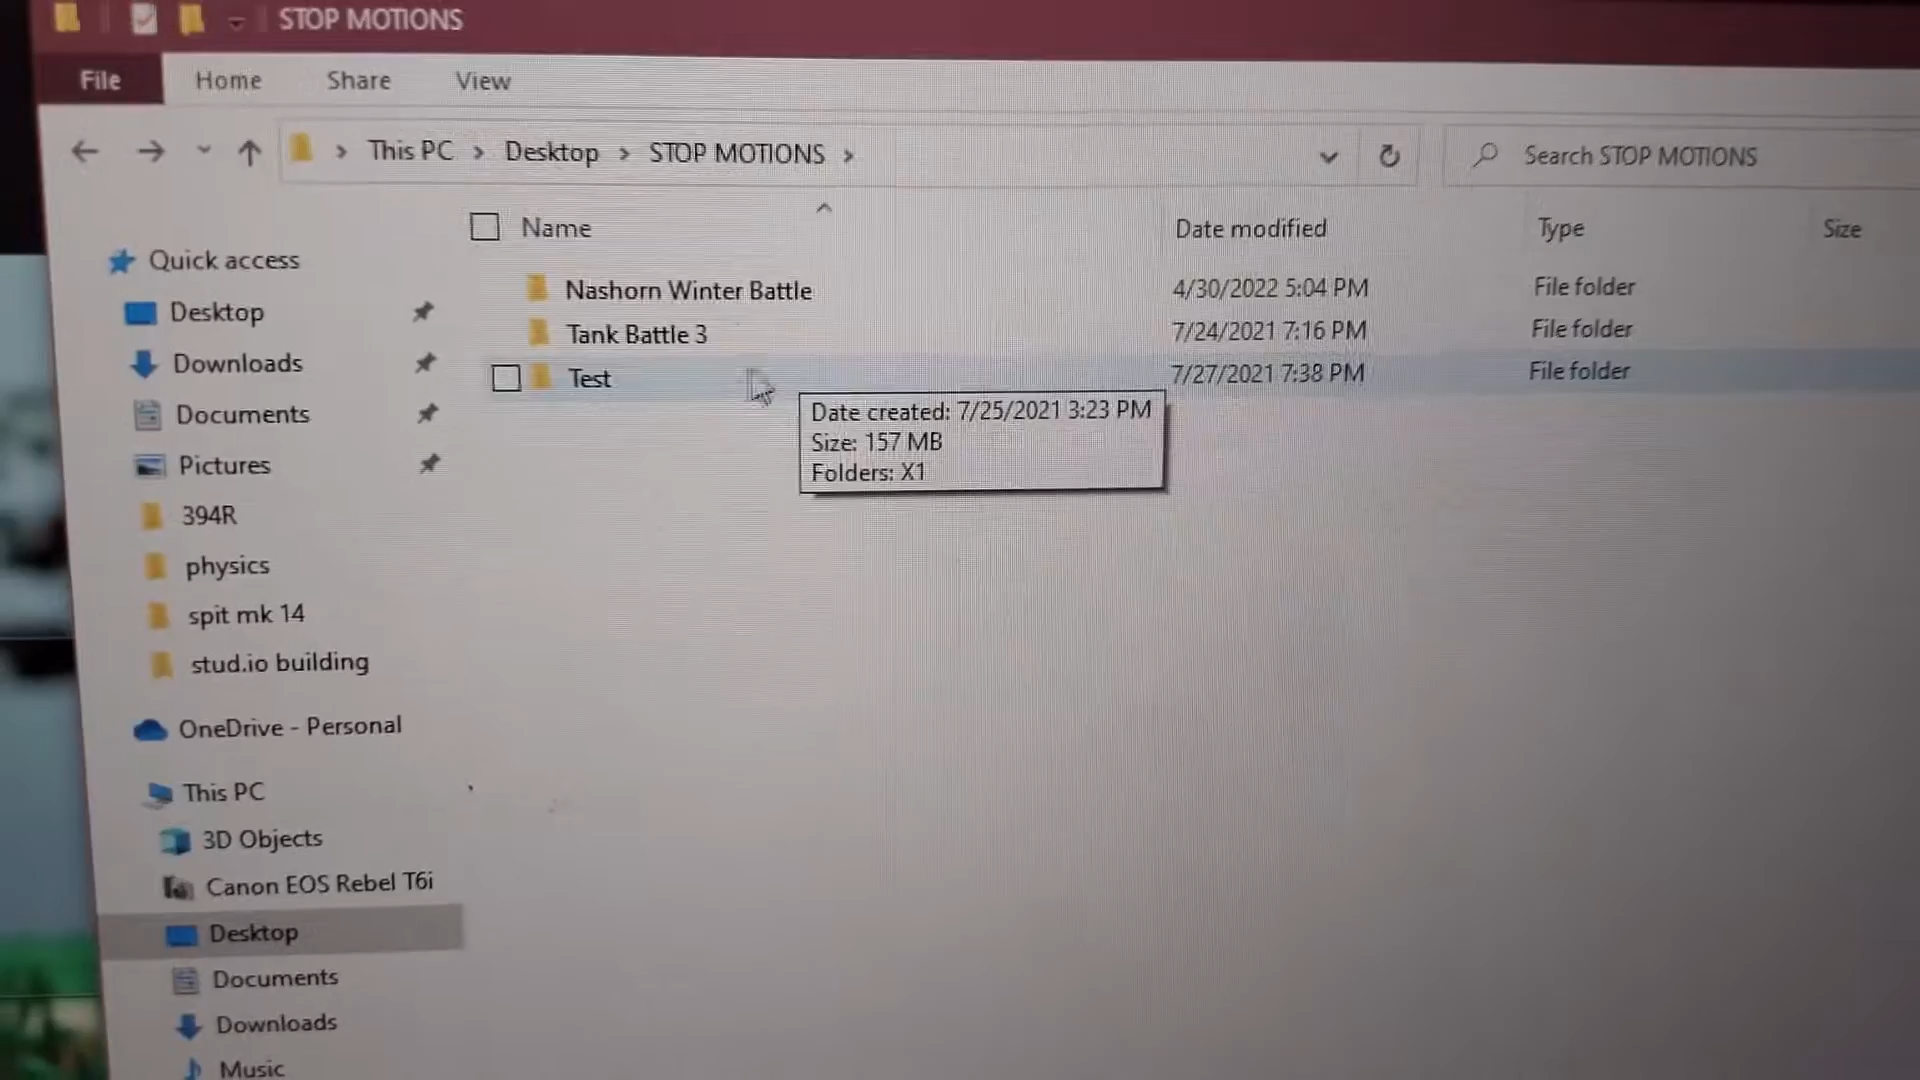 STOP MOTIONS
File Home Share View
This PC > Desktop > STOP MOTIONS >
Search STOP MOTIONS
Name Date modified Type Size
Nashorn Winter Battle 4/30/2022 5:04 PM File folder
Tank Battle 3 7/24/2021 7:16 PM File folder
Test 7/27/2021 7:38 PM File folder
Date created: 7/25/2021 3:23 PM
Size: 157 MB
Folders: X1
Quick access
Desktop
Downloads
Documents
Pictures
394R
physics
spit mk 14
stud.io building
OneDrive - Personal
This PC
3D Objects
Canon EOS Rebel T6i
Desktop
Documents
Downloads
Music